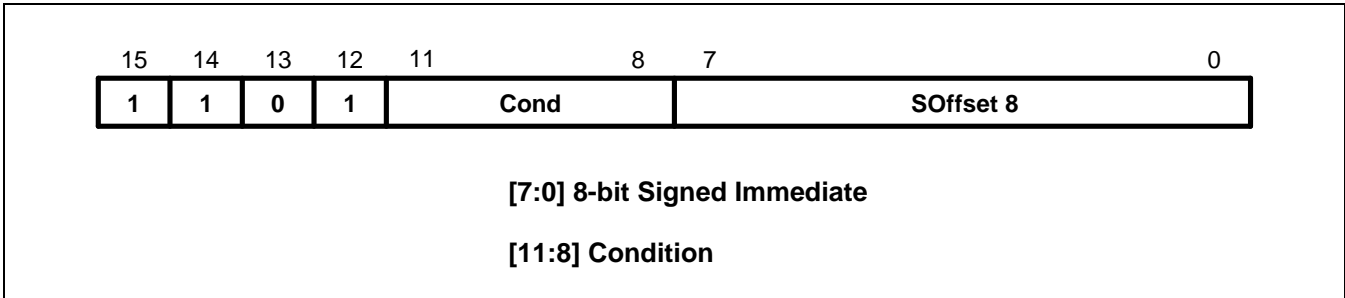 15 14 13 12 11 8 7 0
1 1 0 1 Cond SOffset 8
[7:0] 8-bit Signed Immediate
[11:8] Condition